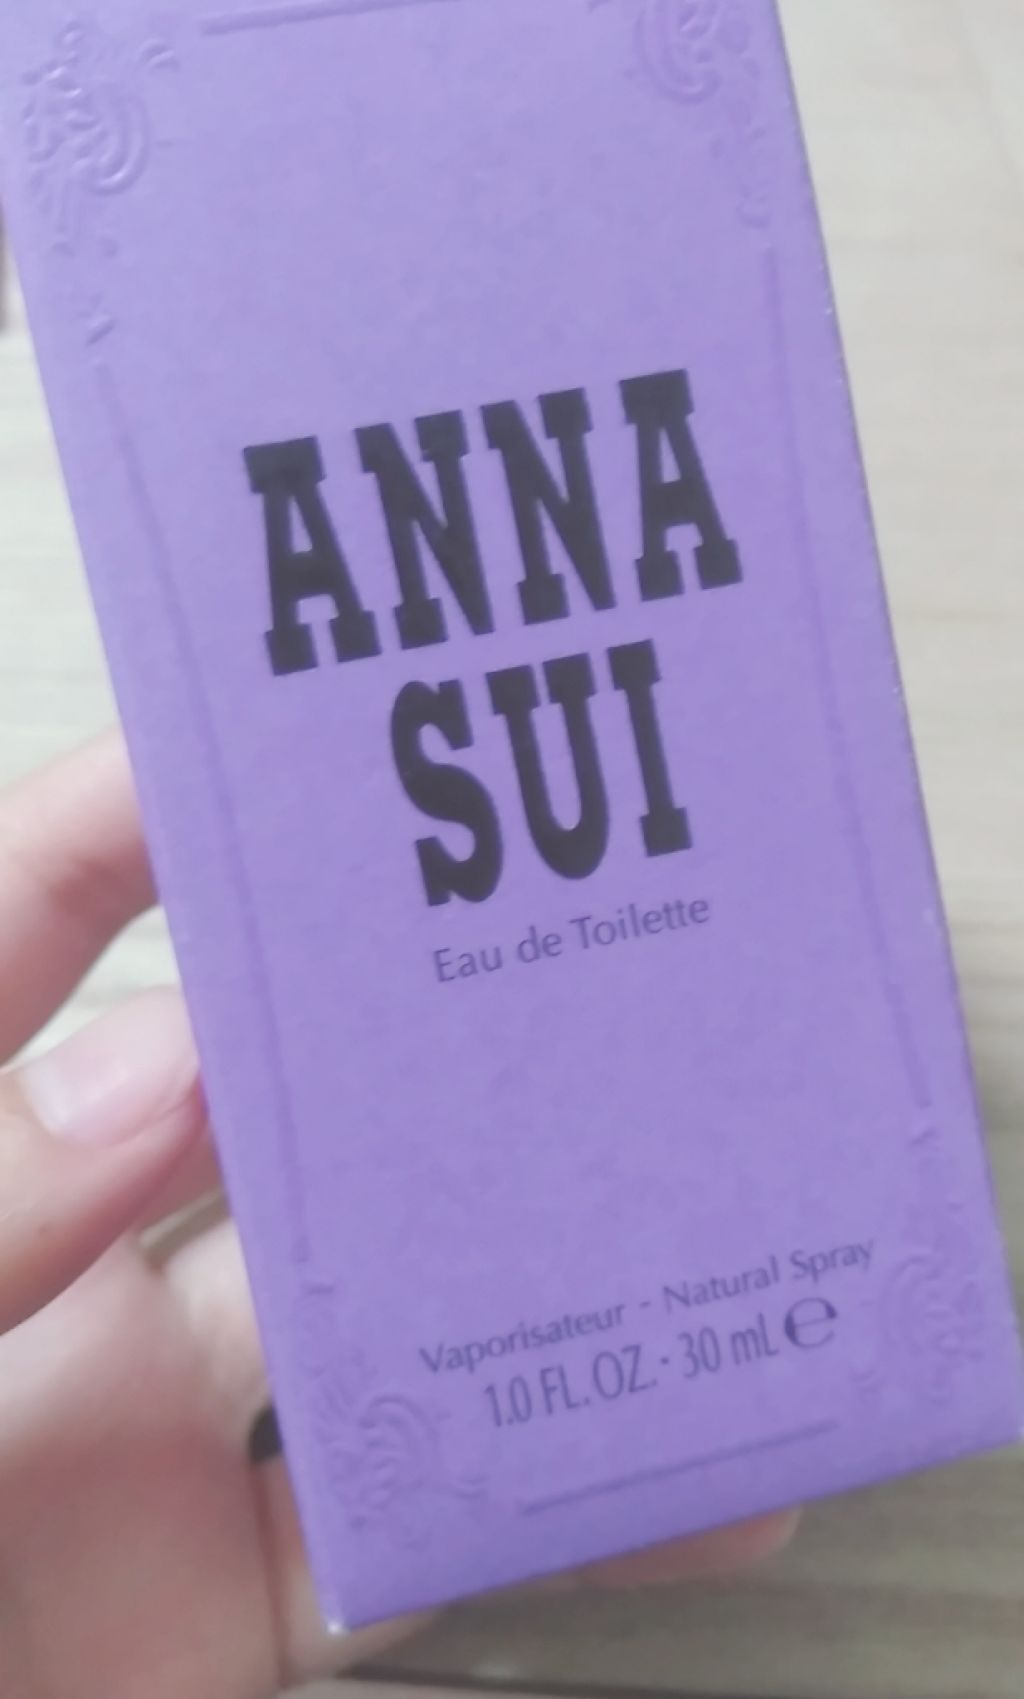 ANNA
SUI
Eau de Toilette
Vaporisateur - Natural Spray
1.0 FL. OZ. · 30 mL ℮